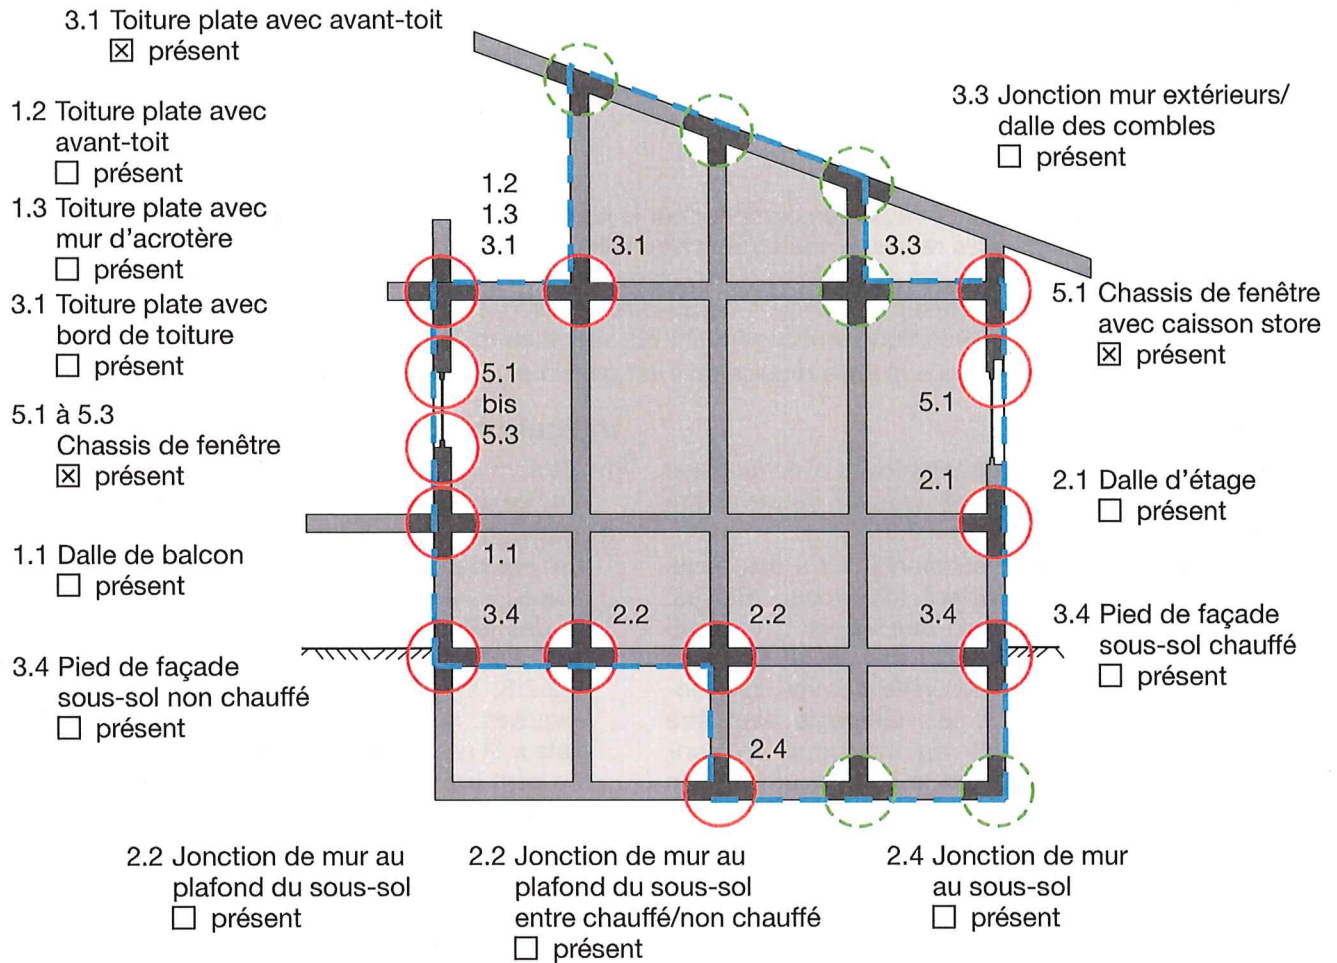 3.1 Toiture plate avec avant-toit
☒ présent
1.2 Toiture plate avec
avant-toit
☐ présent
1.3 Toiture plate avec
mur d'acrotère
☐ présent
3.1 Toiture plate avec
bord de toiture
☐ présent
5.1 à 5.3
Chassis de fenêtre
☒ présent
1.1 Dalle de balcon
☐ présent
3.4 Pied de façade
sous-sol non chauffé
☐ présent
1.2
1.3
3.1
3.1
3.3
5.1
bis
5.3
5.1
2.1
1.1
3.4
2.2
2.2
3.4
2.4
3.3 Jonction mur extérieurs/
dalle des combles
☐ présent
5.1 Chassis de fenêtre
avec caisson store
☒ présent
2.1 Dalle d'étage
☐ présent
3.4 Pied de façade
sous-sol chauffé
☐ présent
2.2 Jonction de mur au
plafond du sous-sol
☐ présent
2.2 Jonction de mur au
plafond du sous-sol
entre chauffé/non chauffé
☐ présent
2.4 Jonction de mur
au sous-sol
☐ présent